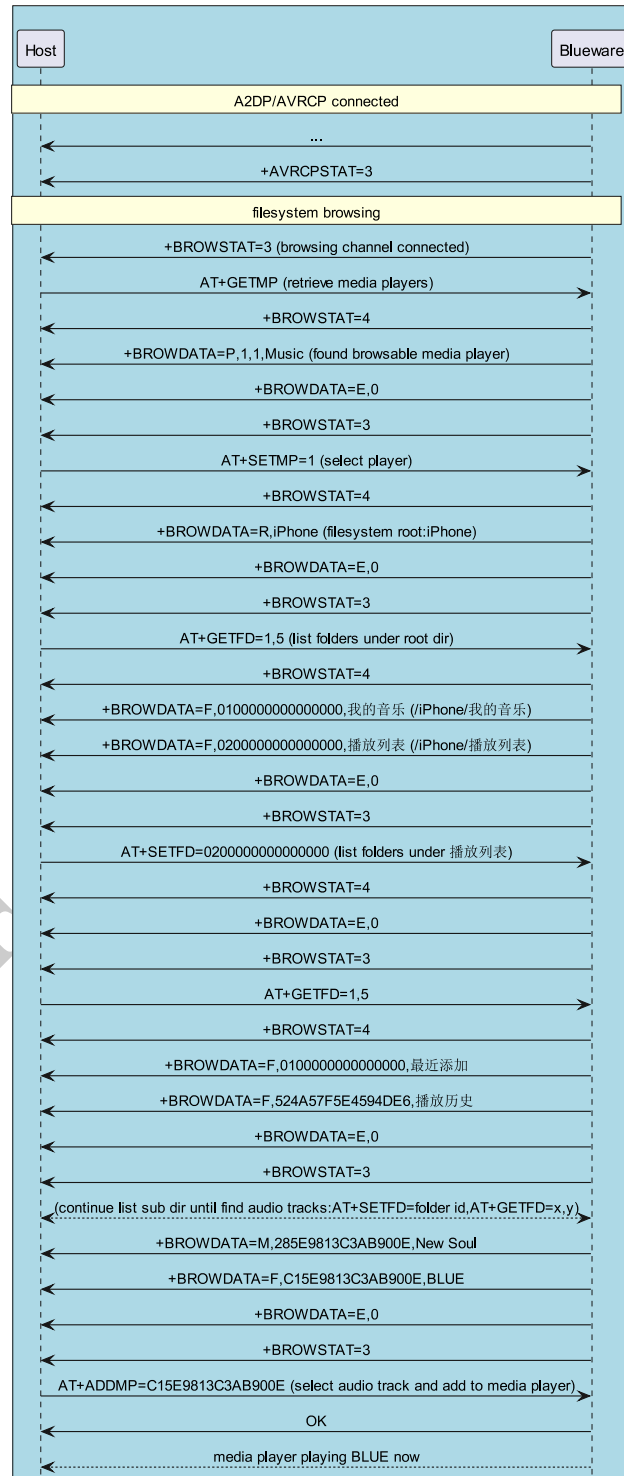 Host
Blueware
A2DP/AVRCP connected
...
+AVRCPSTAT=3
filesystem browsing
+BROWSTAT=3 (browsing channel connected)
AT+GETMP (retrieve media players)
+BROWSTAT=4
+BROWDATA=P,1,1,Music (found browsable media player)
+BROWDATA=E,0
+BROWSTAT=3
AT+SETMP=1 (select player)
+BROWSTAT=4
+BROWDATA=R,iPhone (filesystem root:iPhone)
+BROWDATA=E,0
+BROWSTAT=3
AT+GETFD=1,5 (list folders under root dir)
+BROWSTAT=4
+BROWDATA=F,0100000000000000,我的音乐 (/iPhone/我的音乐)
+BROWDATA=F,0200000000000000,播放列表 (/iPhone/播放列表)
+BROWDATA=E,0
+BROWSTAT=3
AT+SETFD=0200000000000000 (list folders under 播放列表)
+BROWSTAT=4
+BROWDATA=E,0
+BROWSTAT=3
AT+GETFD=1,5
+BROWSTAT=4
+BROWDATA=F,0100000000000000,最近添加
+BROWDATA=F,524A57F5E4594DE6,播放历史
+BROWDATA=E,0
+BROWSTAT=3
(continue list sub dir until find audio tracks:AT+SETFD=folder id,AT+GETFD=x,y)
+BROWDATA=M,285E9813C3AB900E,New Soul
+BROWDATA=F,C15E9813C3AB900E,BLUE
+BROWDATA=E,0
+BROWSTAT=3
AT+ADDMP=C15E9813C3AB900E (select audio track and add to media player)
OK
media player playing BLUE now